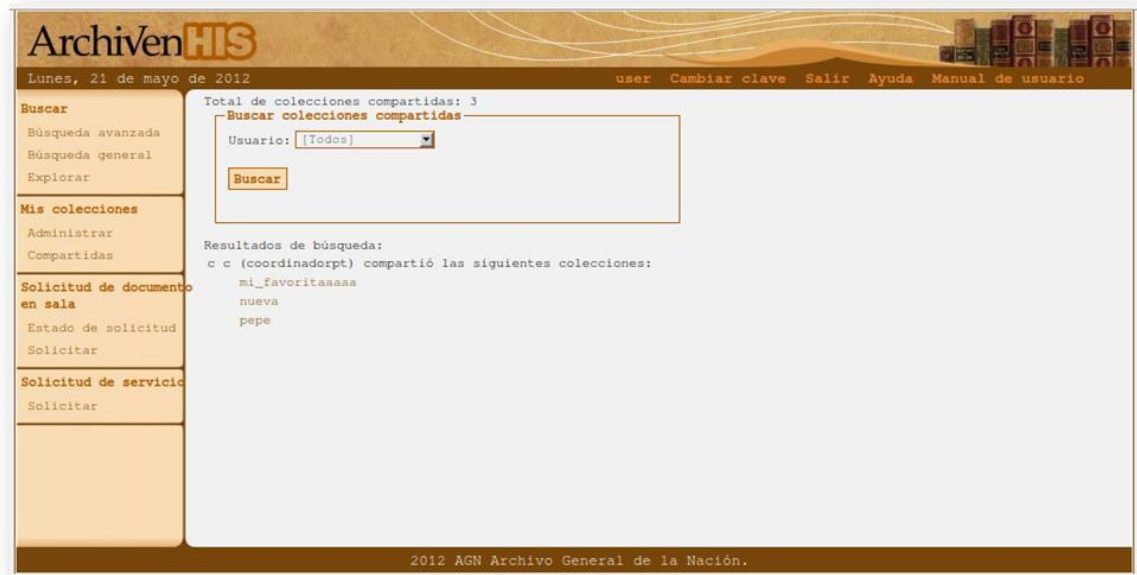 ArchivenHIS
Lunes, 21 de mayo de 2012
user Cambiar clave Salir Ayuda Manual de usuario
Buscar
Búsqueda avanzada
Búsqueda general
Explorar
Mis colecciones
Administrar
Compartidas
Solicitud de documento
en sala
Estado de solicitud
Solicitar
Solicitud de servicio
Solicitar
Total de colecciones compartidas: 3
Buscar colecciones compartidas
Usuario: [Todos]
Buscar
Resultados de búsqueda:
c c (coordinadorpt) compartió las siguientes colecciones:
mi_favoritaaaaa
nueva
pepe
2012 AGN Archivo General de la Nación.